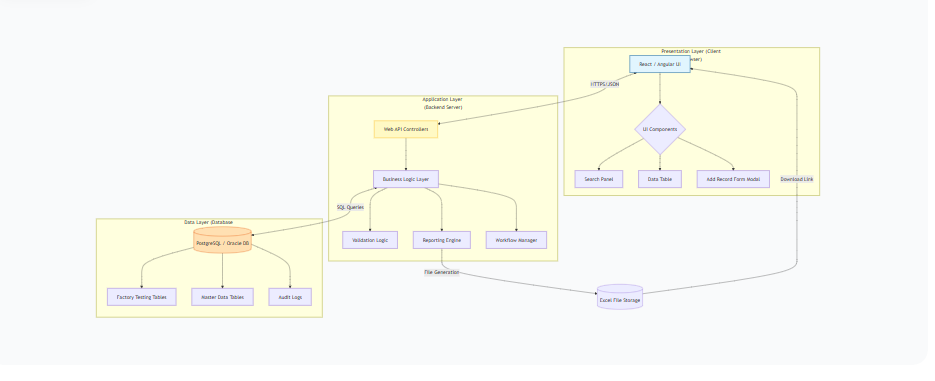 Presentation Layer (Client
wser)
React / Angular UI
HTTPS/JSON
UI Components
Search Panel
Data Table
Add Record Form Modal
Download Link
Application Layer
(Backend Server)
Web API Controllers
Business Logic Layer
SQL Queries
Validation Logic
Reporting Engine
Workflow Manager
File Generation
Data Layer (Database
PostgreSQL / Oracle DB
Factory Testing Tables
Master Data Tables
Audit Logs
Excel File Storage